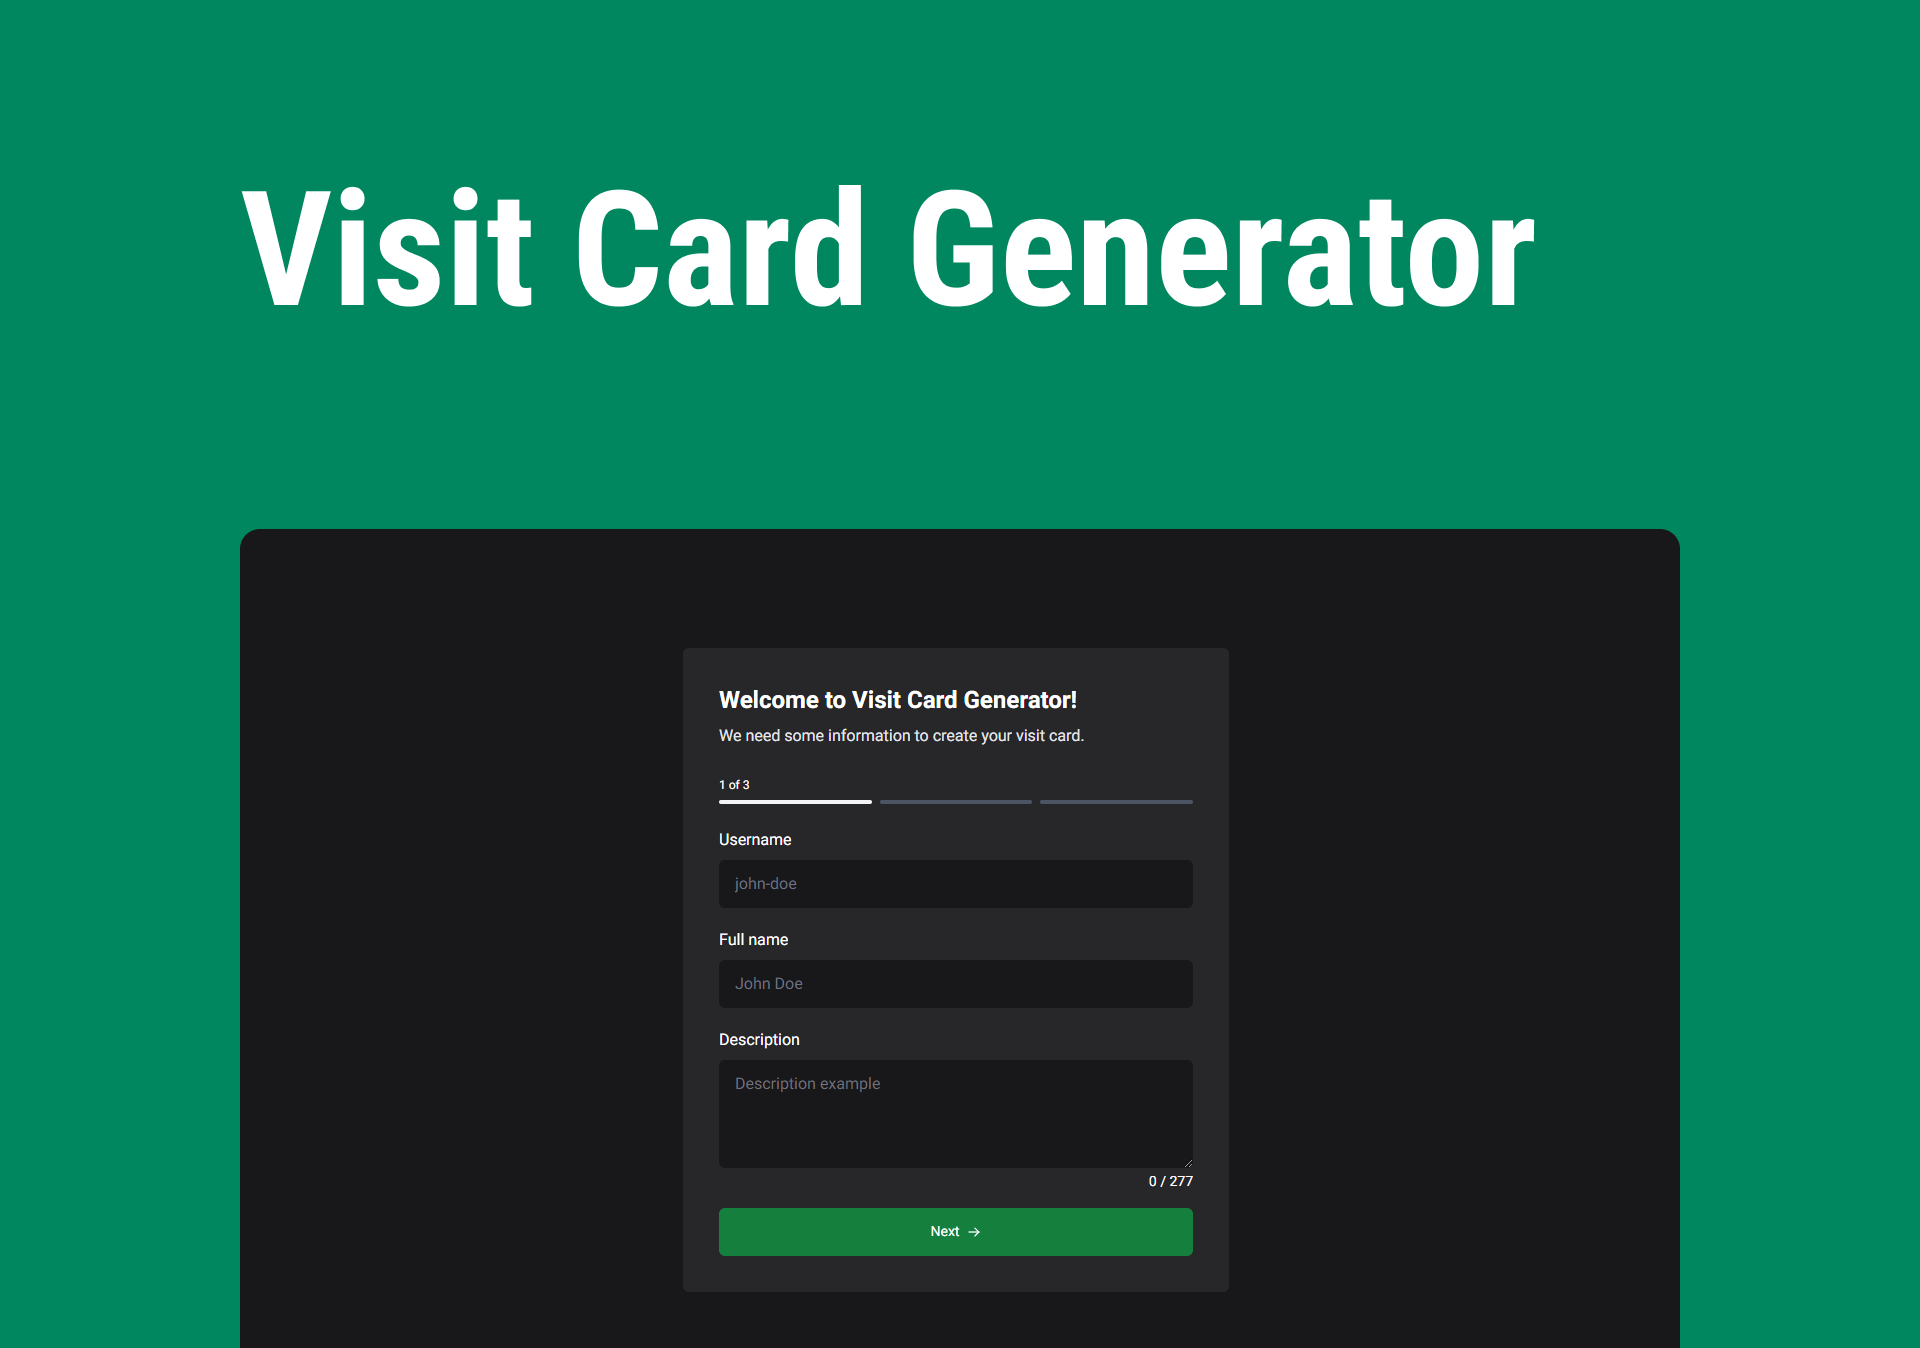 Visit Card Generator
Welcome to Visit Card Generator!
We need some information to create your visit card.
1 of 3
Username
john-doe
Full name
John Doe
Description
Description example
0 / 277
Next →